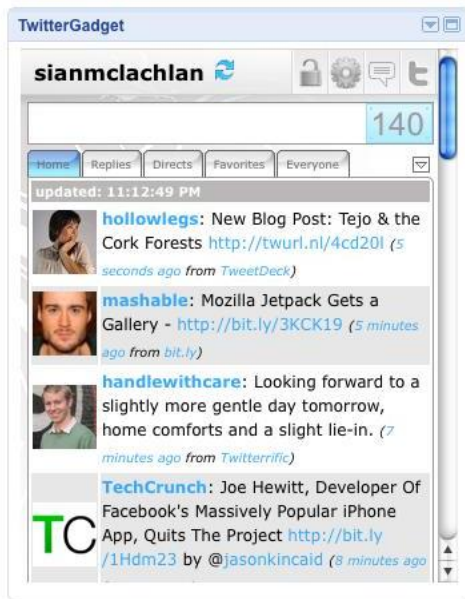 TwitterGadget
sianmclachlan
140
Home Replies Directs Favorites Everyone
updated: 11:12:49 PM
hollowlegs: New Blog Post: Tejo & the
Cork Forests http://twurl.nl/4cd20l (5
seconds ago from TweetDeck)
mashable: Mozilla Jetpack Gets a
Gallery - http://bit.ly/3KCK19 (5 minutes
ago from bit.ly)
handlewithcare: Looking forward to a
slightly more gentle day tomorrow,
home comforts and a slight lie-in. (7
minutes ago from Twitterrific)
TechCrunch: Joe Hewitt, Developer Of
TC
Facebook's Massively Popular iPhone
App, Quits The Project http://bit.ly
/1Hdm23 by @jasonkincaid (8 minutes ago